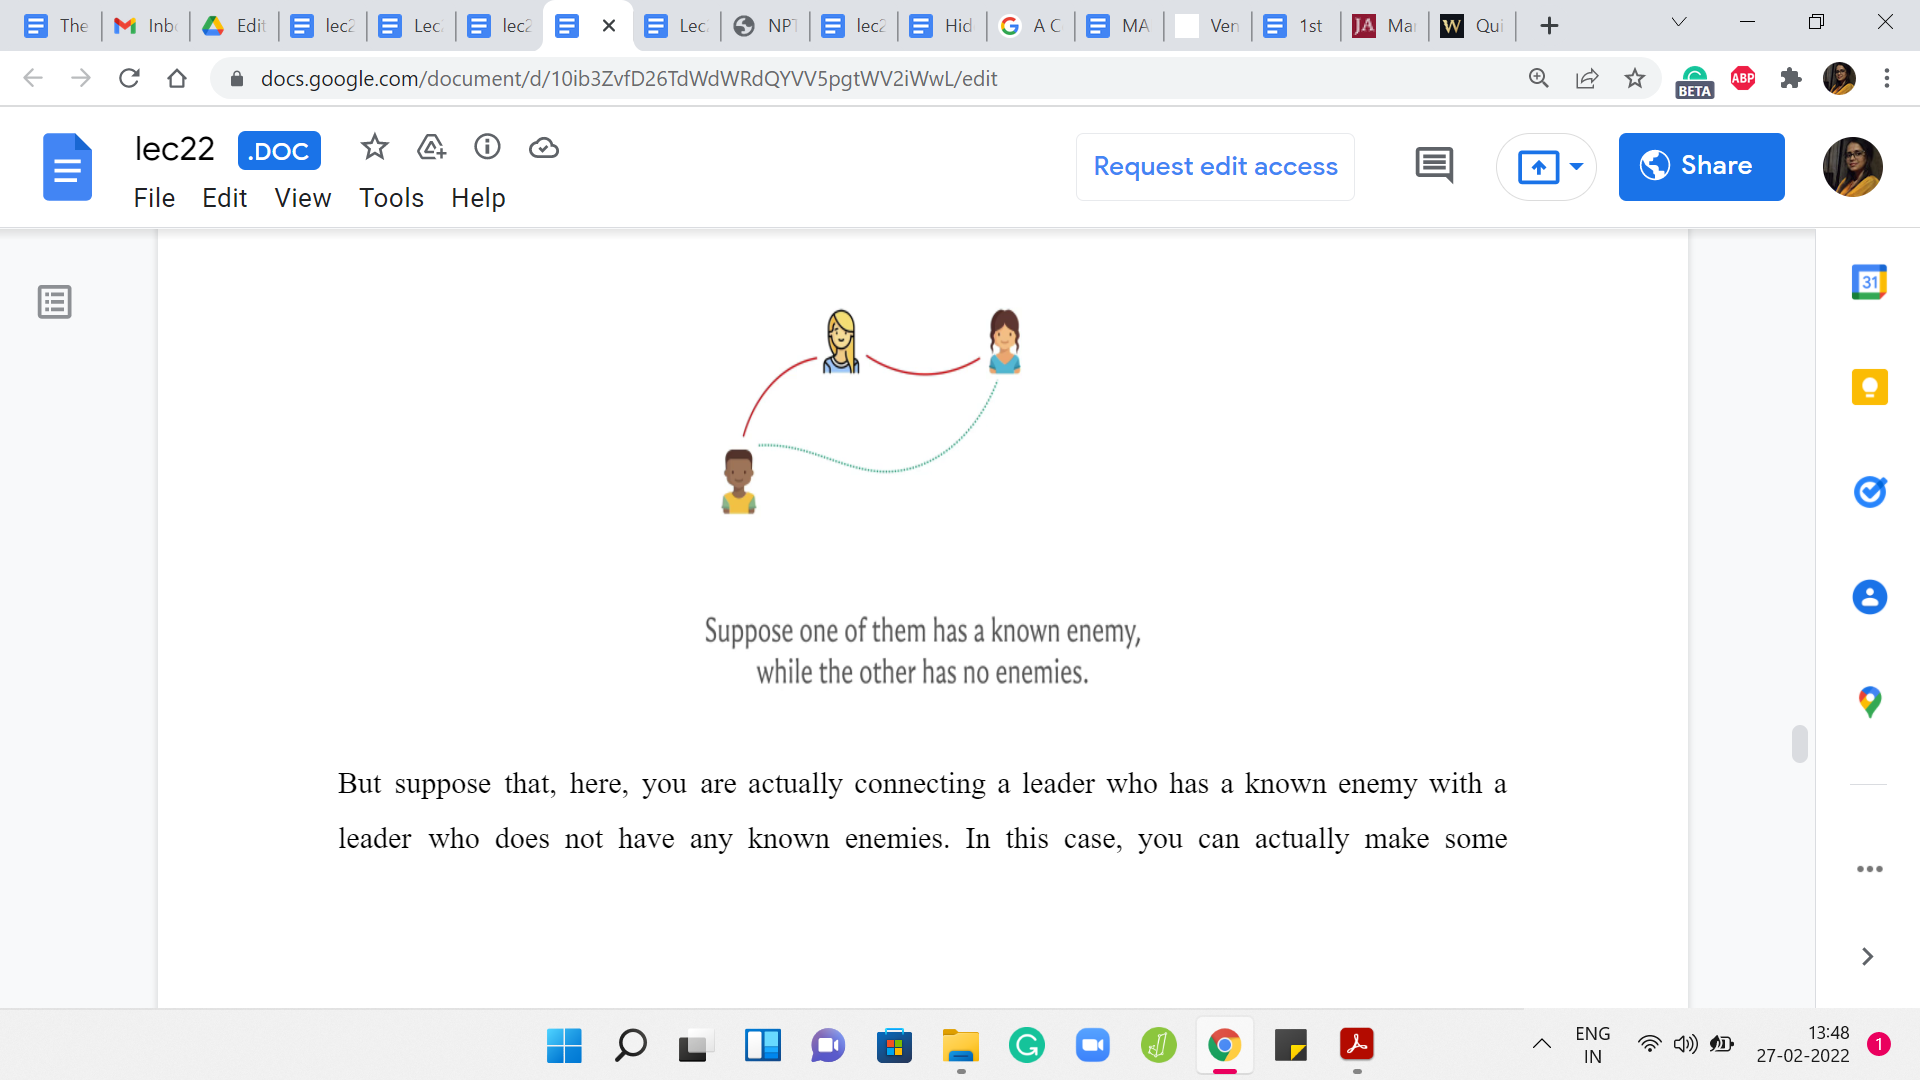 The
Inb
Edit
lec2
Lec
lec2
Lec
NPT
lec2
Hid
A C
MA
Ven
1st
JA
Mar
W
Qui
docs.google.com/document/d/10ib3ZvfD26TdWdWRdQYVV5pgtWV2iWwL/edit
BETA
ABP
lec22
.DOC
File Edit View Tools Help
Request edit access
Share
31
Suppose one of them has a known enemy,
while the other has no enemies.
But suppose that, here, you are actually connecting a leader who has a known enemy with a
leader who does not have any known enemies. In this case, you can actually make some
ENG
IN
13:48
27-02-2022
1